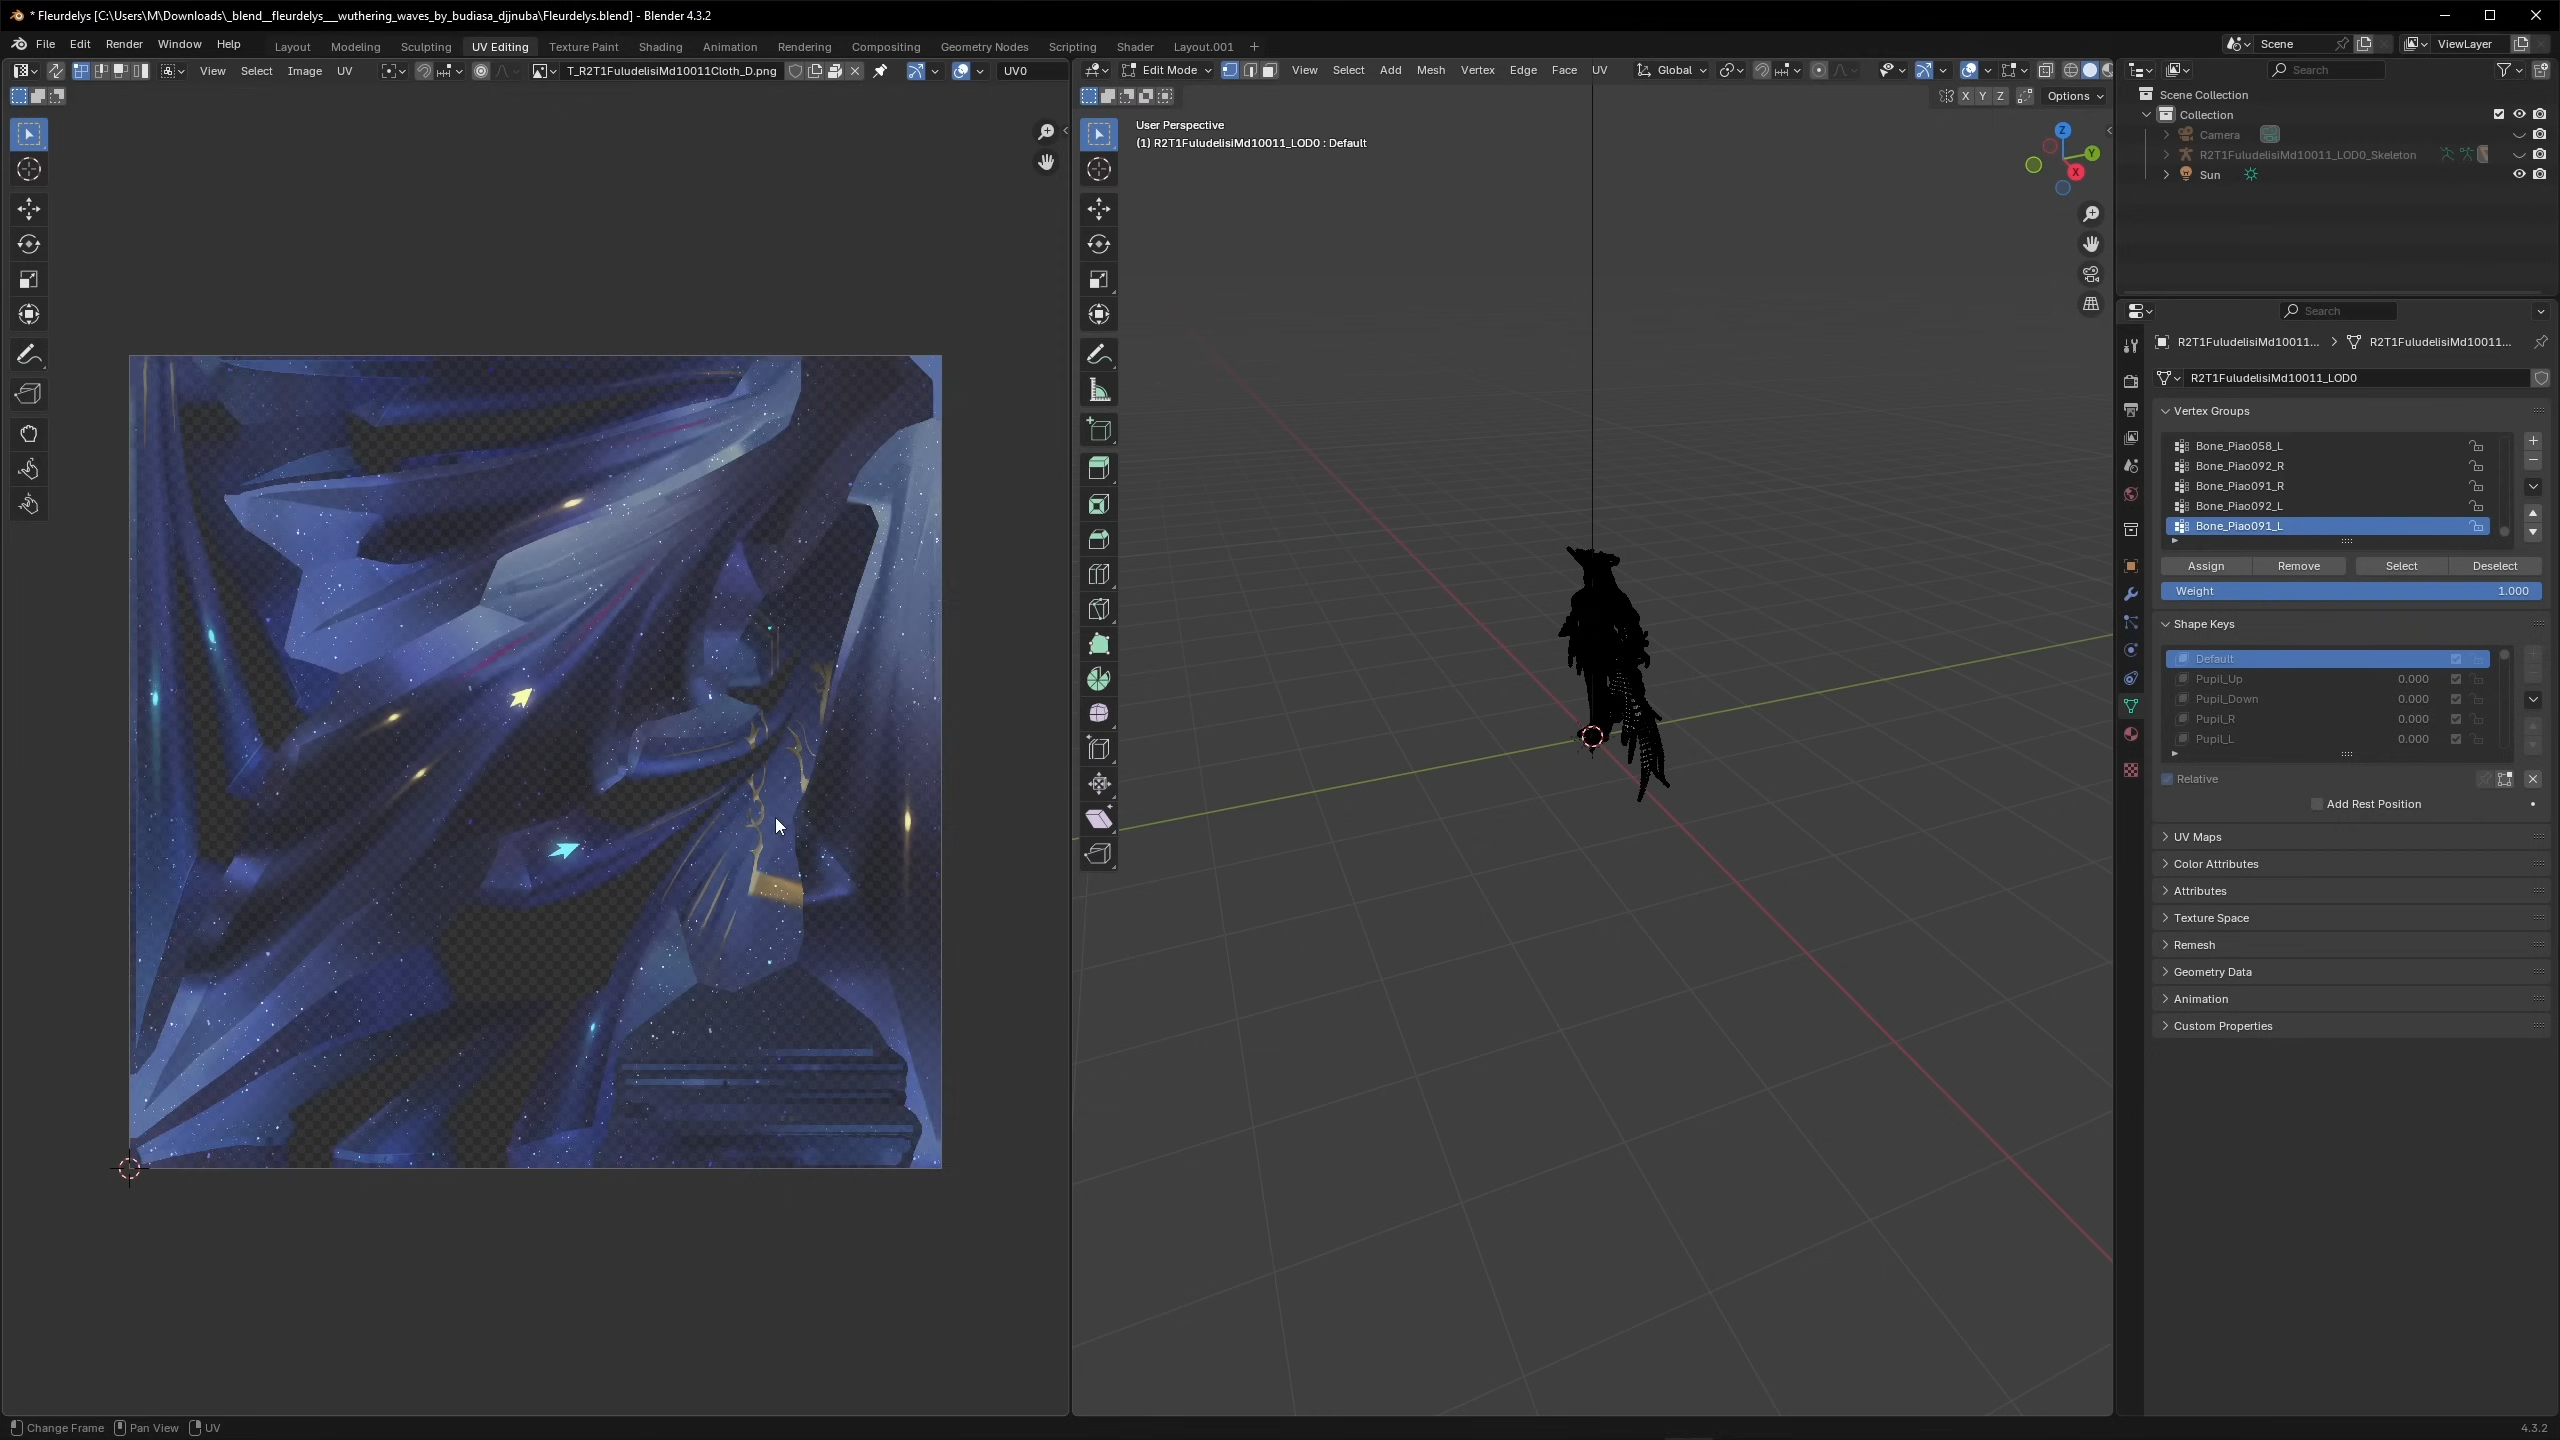 * Fleurdelys [C:\Users\M\Downloads\_blend__fleurdelys___wuthering_waves_by_budiasa_djjnuba\Fleurdelys.blend] - Blender 4.3.2
File Edit Render Window Help Layout Modeling Sculpting UV Editing Texture Paint Shading Animation Rendering Compositing Geometry Nodes Scripting Shader Layout.001 + Scene ViewLayer
View Select Image UV T_R2T1FuludelisiMd10011Cloth_D.png UV0
Edit Mode View Select Add Mesh Vertex Edge Face UV Global
X Y Z Options
User Perspective
(1) R2T1FuludelisiMd10011_LOD0 : Default
Z
Y
X
Search
Scene Collection
Collection
Camera
R2T1FuludelisiMd10011_LOD0_Skeleton
Sun
Search
R2T1FuludelisiMd10011... > R2T1FuludelisiMd10011...
R2T1FuludelisiMd10011_LOD0
Vertex Groups
Bone_Piao058_L
Bone_Piao092_R
Bone_Piao091_R
Bone_Piao092_L
Bone_Piao091_L
Assign Remove Select Deselect
Weight 1.000
Shape Keys
Default
Pupil_Up 0.000
Pupil_Down 0.000
Pupil_R 0.000
Pupil_L 0.000
Relative
Add Rest Position
UV Maps
Color Attributes
Attributes
Texture Space
Remesh
Geometry Data
Animation
Custom Properties
Change Frame Pan View UV
4.3.2